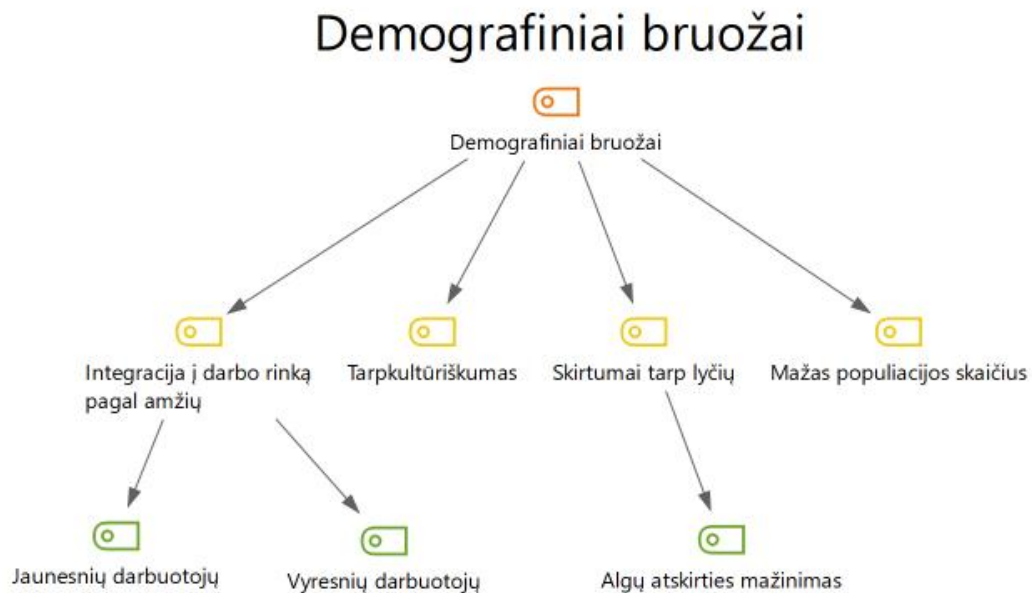 Demografiniai bruožai
Demografiniai bruožai
Integracija į darbo rinką
pagal amžių
Tarpkultūriškumas
Skirtumai tarp lyčių
Mažas populiacijos skaičius
Jaunesnių darbuotojų
Vyresnių darbuotojų
Algų atskirties mažinimas